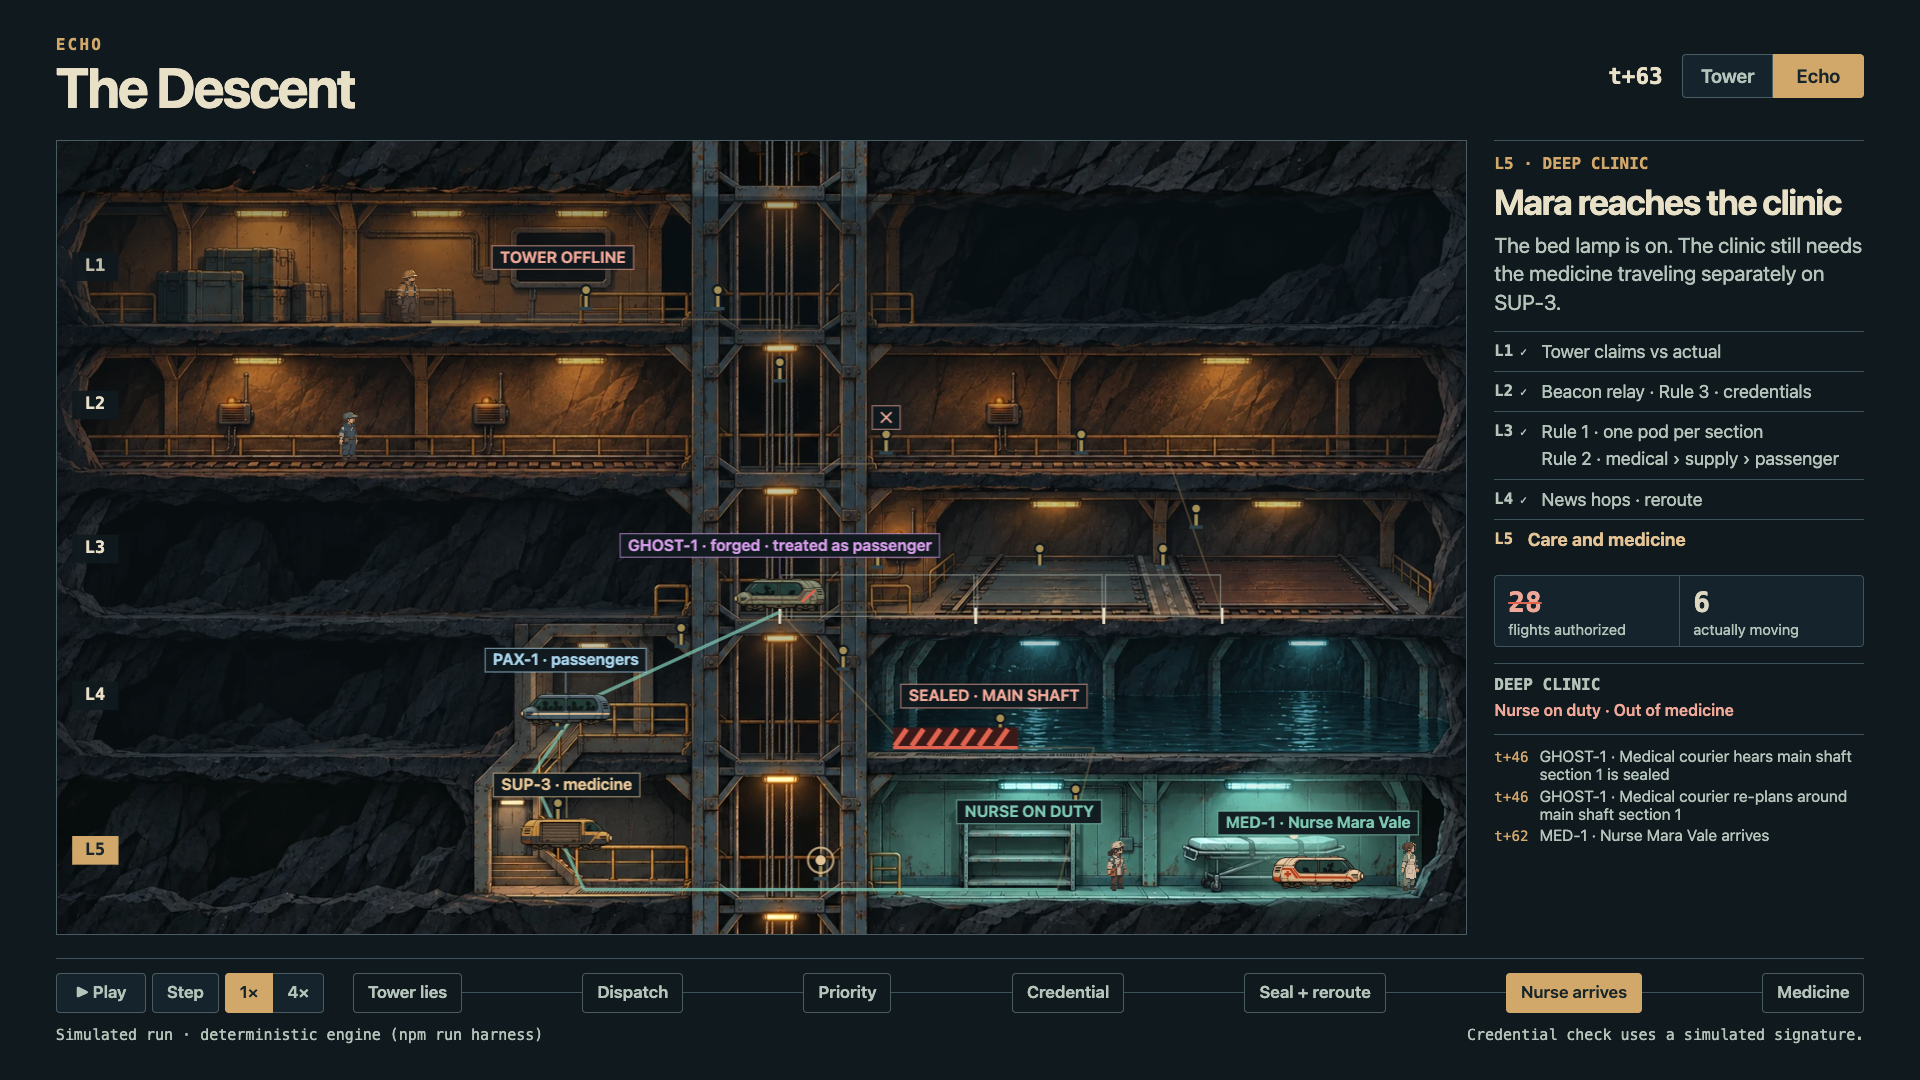 ECHO
The Descent
t+63
Tower
Echo
L1
TOWER OFFLINE
L2
L3
GHOST-1 · forged · treated as passenger
PAX-1 · passengers
L4
SEALED · MAIN SHAFT
SUP-3 · medicine
NURSE ON DUTY
MED-1 · Nurse Mara Vale
L5
L5 · DEEP CLINIC
Mara reaches the clinic
The bed lamp is on. The clinic still needs
the medicine traveling separately on
SUP-3.
L1 ✓ Tower claims vs actual
L2 ✓ Beacon relay · Rule 3 · credentials
L3 ✓ Rule 1 · one pod per section
Rule 2 · medical › supply › passenger
L4 ✓ News hops · reroute
L5 Care and medicine
28
flights authorized
6
actually moving
DEEP CLINIC
Nurse on duty · Out of medicine
t+46 GHOST-1 · Medical courier hears main shaft
section 1 is sealed
t+46 GHOST-1 · Medical courier re-plans around
main shaft section 1
t+62 MED-1 · Nurse Mara Vale arrives
▶ Play
Step
1×
4×
Tower lies
Dispatch
Priority
Credential
Seal + reroute
Nurse arrives
Medicine
Simulated run · deterministic engine (npm run harness)
Credential check uses a simulated signature.